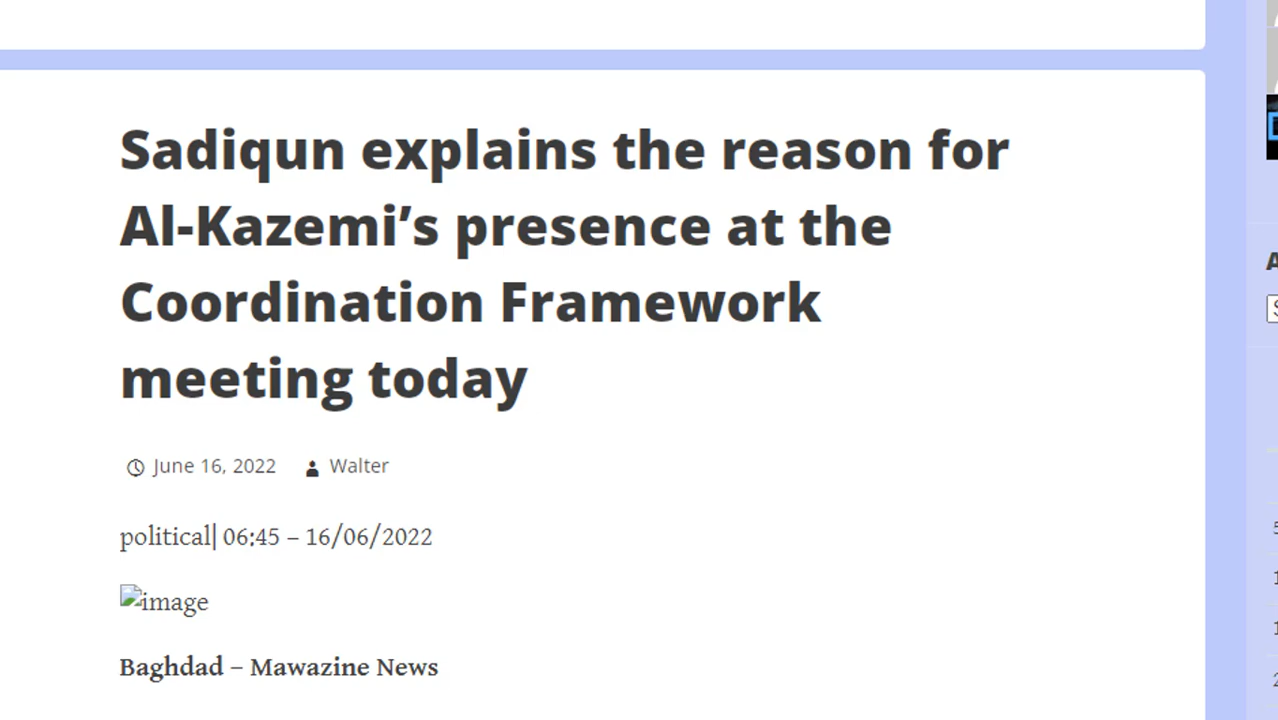 Sadiqun explains the reason for
Al-Kazemi’s presence at the
Coordination Framework
meeting today
June 16, 2022 Walter
political| 06:45 – 16/06/2022
image
Baghdad – Mawazine News